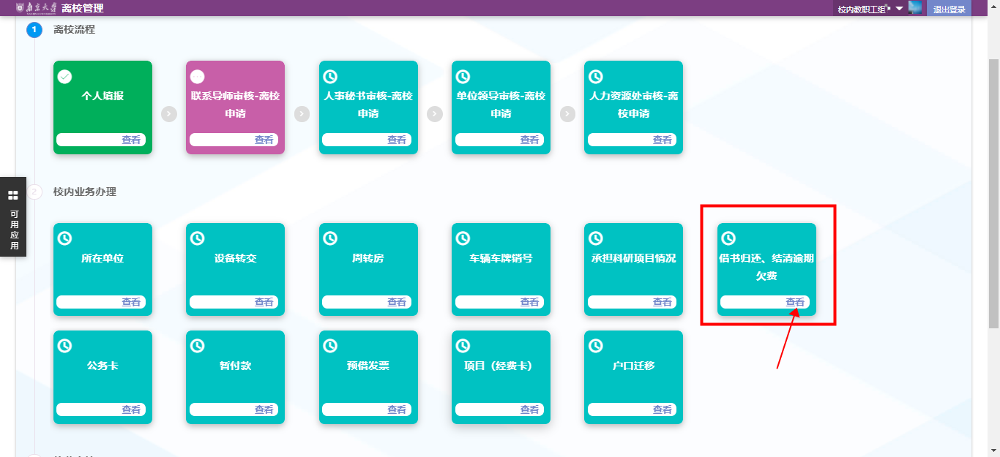 南京大学 离校管理
校内教职工组 退出登录
1 离校流程
个人填报
查看
联系导师审核-离校
申请
查看
人事秘书审核-离校
申请
查看
单位领导审核-离校
申请
查看
人力资源处审核-离
校申请
查看
可用应用
2 校内业务办理
所在单位
查看
设备转交
查看
周转房
查看
车辆车牌销号
查看
承担科研项目情况
查看
借书归还、结清逾期
欠费
查看
公务卡
查看
暂付款
查看
预借发票
查看
项目（经费卡）
查看
户口迁移
查看